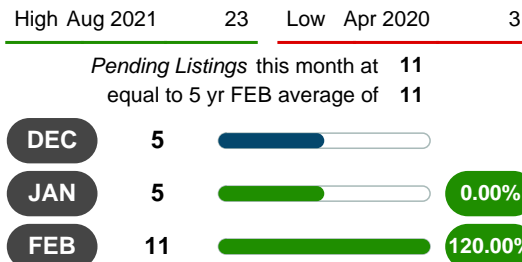 High Aug 2021 23 Low Apr 2020 3
Pending Listings this month at 11
equal to 5 yr FEB average of 11
DEC 5
JAN 5 0.00%
FEB 11 120.00%